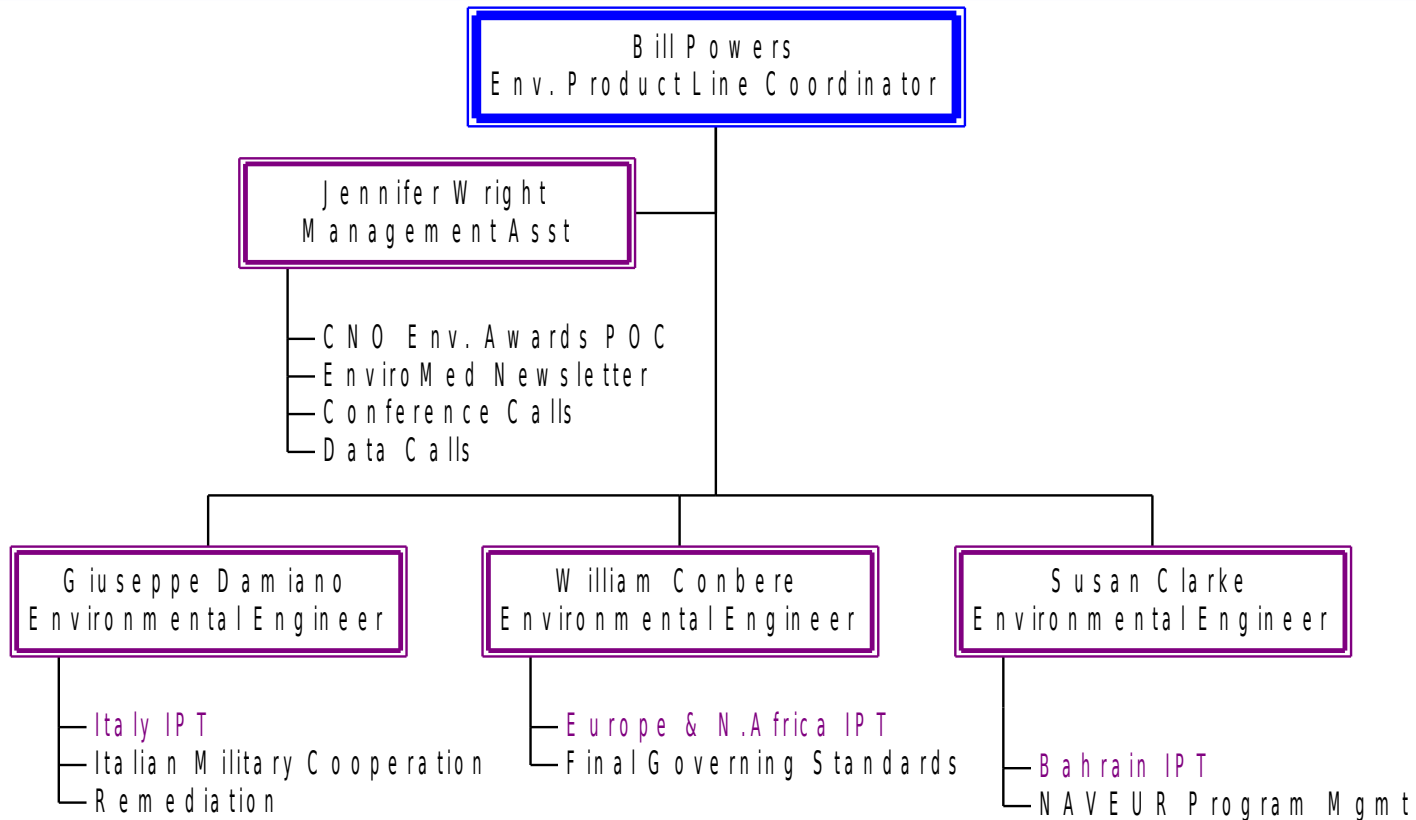 Bill Powers
Env. Product Line Coordinator
Jennifer Wright
Management Asst
CNO Env. Awards POC
EnviroMed Newsletter
Conference Calls
Data Calls
Giuseppe Damiano
Environmental Engineer
Italy IPT
Italian Military Cooperation
Remediation
William Conbere
Environmental Engineer
Europe & N.Africa IPT
Final Governing Standards
Susan Clarke
Environmental Engineer
Bahrain IPT
NAVEUR Program Mgmt